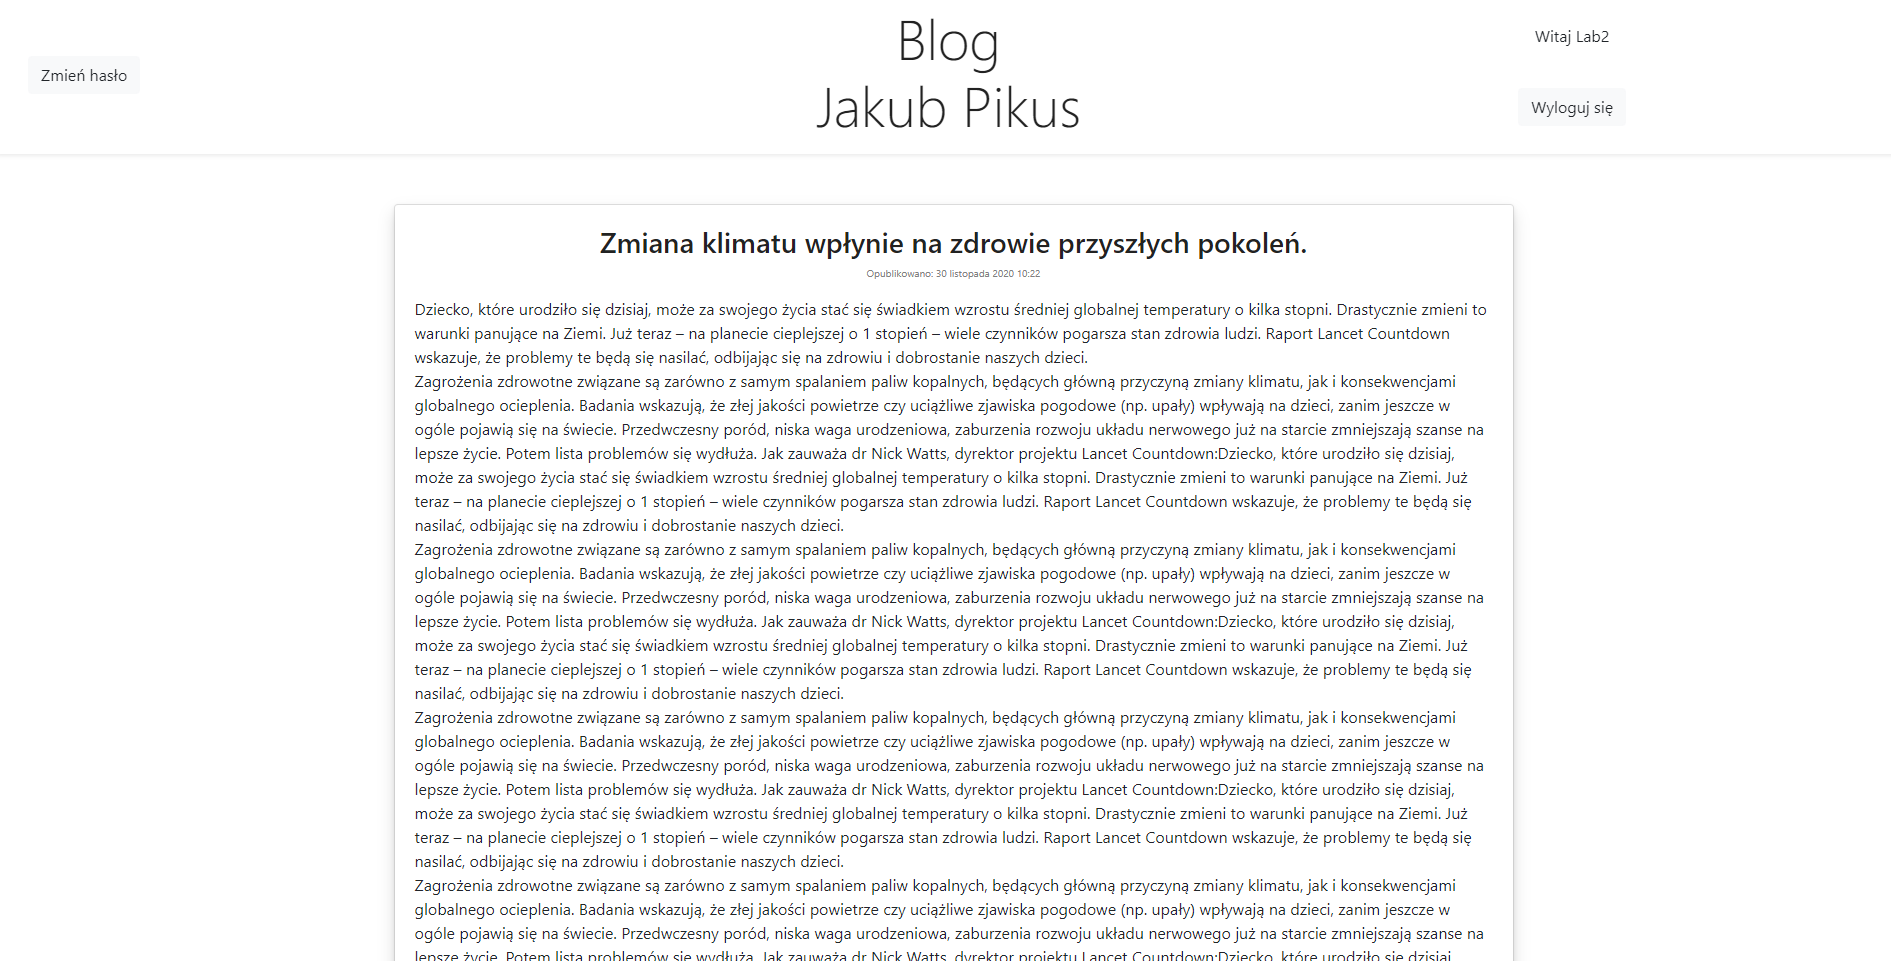 Zmień hasło
Blog
Jakub Pikus
Witaj Lab2
Wyloguj się
Zmiana klimatu wpłynie na zdrowie przyszłych pokoleń.
Opublikowano: 30 listopada 2020 10:22
Dziecko, które urodziło się dzisiaj, może za swojego życia stać się świadkiem wzrostu średniej globalnej temperatury o kilka stopni. Drastycznie zmieni to
warunki panujące na Ziemi. Już teraz – na planecie cieplejszej o 1 stopień – wiele czynników pogarsza stan zdrowia ludzi. Raport Lancet Countdown
wskazuje, że problemy te będą się nasilać, odbijając się na zdrowiu i dobrostanie naszych dzieci.
Zagrożenia zdrowotne związane są zarówno z samym spalaniem paliw kopalnych, będących główną przyczyną zmiany klimatu, jak i konsekwencjami
globalnego ocieplenia. Badania wskazują, że złej jakości powietrze czy uciążliwe zjawiska pogodowe (np. upały) wpływają na dzieci, zanim jeszcze w
ogóle pojawią się na świecie. Przedwczesny poród, niska waga urodzeniowa, zaburzenia rozwoju układu nerwowego już na starcie zmniejszają szanse na
lepsze życie. Potem lista problemów się wydłuża. Jak zauważa dr Nick Watts, dyrektor projektu Lancet Countdown:Dziecko, które urodziło się dzisiaj,
może za swojego życia stać się świadkiem wzrostu średniej globalnej temperatury o kilka stopni. Drastycznie zmieni to warunki panujące na Ziemi. Już
teraz – na planecie cieplejszej o 1 stopień – wiele czynników pogarsza stan zdrowia ludzi. Raport Lancet Countdown wskazuje, że problemy te będą się
nasilać, odbijając się na zdrowiu i dobrostanie naszych dzieci.
Zagrożenia zdrowotne związane są zarówno z samym spalaniem paliw kopalnych, będących główną przyczyną zmiany klimatu, jak i konsekwencjami
globalnego ocieplenia. Badania wskazują, że złej jakości powietrze czy uciążliwe zjawiska pogodowe (np. upały) wpływają na dzieci, zanim jeszcze w
ogóle pojawią się na świecie. Przedwczesny poród, niska waga urodzeniowa, zaburzenia rozwoju układu nerwowego już na starcie zmniejszają szanse na
lepsze życie. Potem lista problemów się wydłuża. Jak zauważa dr Nick Watts, dyrektor projektu Lancet Countdown:Dziecko, które urodziło się dzisiaj,
może za swojego życia stać się świadkiem wzrostu średniej globalnej temperatury o kilka stopni. Drastycznie zmieni to warunki panujące na Ziemi. Już
teraz – na planecie cieplejszej o 1 stopień – wiele czynników pogarsza stan zdrowia ludzi. Raport Lancet Countdown wskazuje, że problemy te będą się
nasilać, odbijając się na zdrowiu i dobrostanie naszych dzieci.
Zagrożenia zdrowotne związane są zarówno z samym spalaniem paliw kopalnych, będących główną przyczyną zmiany klimatu, jak i konsekwencjami
globalnego ocieplenia. Badania wskazują, że złej jakości powietrze czy uciążliwe zjawiska pogodowe (np. upały) wpływają na dzieci, zanim jeszcze w
ogóle pojawią się na świecie. Przedwczesny poród, niska waga urodzeniowa, zaburzenia rozwoju układu nerwowego już na starcie zmniejszają szanse na
lepsze życie. Potem lista problemów się wydłuża. Jak zauważa dr Nick Watts, dyrektor projektu Lancet Countdown:Dziecko, które urodziło się dzisiaj,
może za swojego życia stać się świadkiem wzrostu średniej globalnej temperatury o kilka stopni. Drastycznie zmieni to warunki panujące na Ziemi. Już
teraz – na planecie cieplejszej o 1 stopień – wiele czynników pogarsza stan zdrowia ludzi. Raport Lancet Countdown wskazuje, że problemy te będą się
nasilać, odbijając się na zdrowiu i dobrostanie naszych dzieci.
Zagrożenia zdrowotne związane są zarówno z samym spalaniem paliw kopalnych, będących główną przyczyną zmiany klimatu, jak i konsekwencjami
globalnego ocieplenia. Badania wskazują, że złej jakości powietrze czy uciążliwe zjawiska pogodowe (np. upały) wpływają na dzieci, zanim jeszcze w
ogóle pojawią się na świecie. Przedwczesny poród, niska waga urodzeniowa, zaburzenia rozwoju układu nerwowego już na starcie zmniejszają szanse na
lepsze życie. Potem lista problemów się wydłuża. Jak zauważa dr Nick Watts, dyrektor projektu Lancet Countdown:Dziecko, które urodziło się dzisiaj,